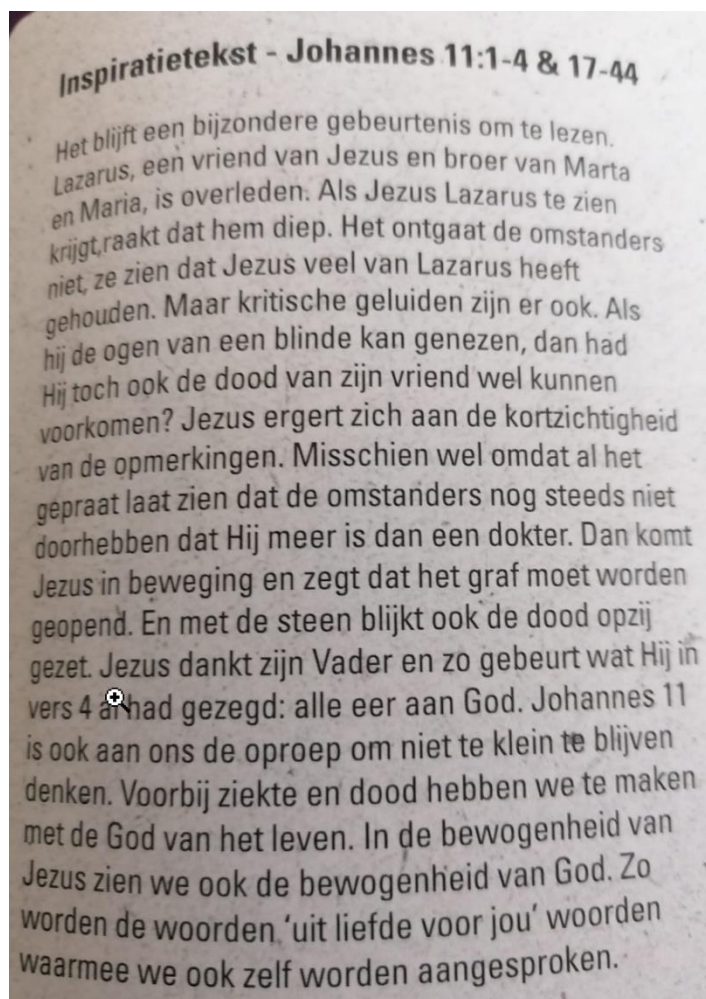 Inspiratietekst - Johannes 11:1-4 & 17-44
Het blijft een bijzondere gebeurtenis om te lezen.
Lazarus, een vriend van Jezus en broer van Marta
en Maria, is overleden. Als Jezus Lazarus te zien
krijgt,raakt dat hem diep. Het ontgaat de omstanders
niet, ze zien dat Jezus veel van Lazarus heeft
gehouden. Maar kritische geluiden zijn er ook. Als
hij de ogen van een blinde kan genezen, dan had
Hij toch ook de dood van zijn vriend wel kunnen
voorkomen? Jezus ergert zich aan de kortzichtigheid
van de opmerkingen. Misschien wel omdat al het
gepraat laat zien dat de omstanders nog steeds niet
doorhebben dat Hij meer is dan een dokter. Dan komt
Jezus in beweging en zegt dat het graf moet worden
geopend. En met de steen blijkt ook de dood opzij
gezet. Jezus dankt zijn Vader en zo gebeurt wat Hij in
vers 4 al had gezegd: alle eer aan God. Johannes 11
is ook aan ons de oproep om niet te klein te blijven
denken. Voorbij ziekte en dood hebben we te maken
met de God van het leven. In de bewogenheid van
Jezus zien we ook de bewogenheid van God. Zo
worden de woorden 'uit liefde voor jou' woorden
waarmee we ook zelf worden aangesproken.